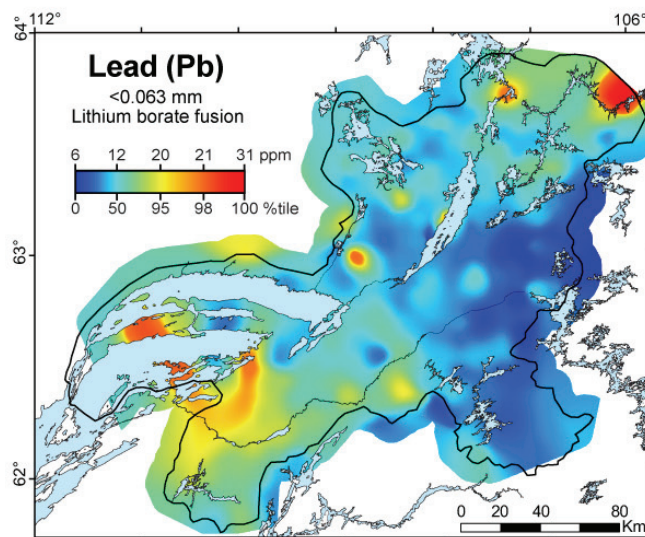 112°
106°
64°
Lead (Pb)
<0.063 mm
Lithium borate fusion
6 12 20 21 31 ppm
0 50 95 98 100 %tile
63°
62°
0 20 40 60 80
Km